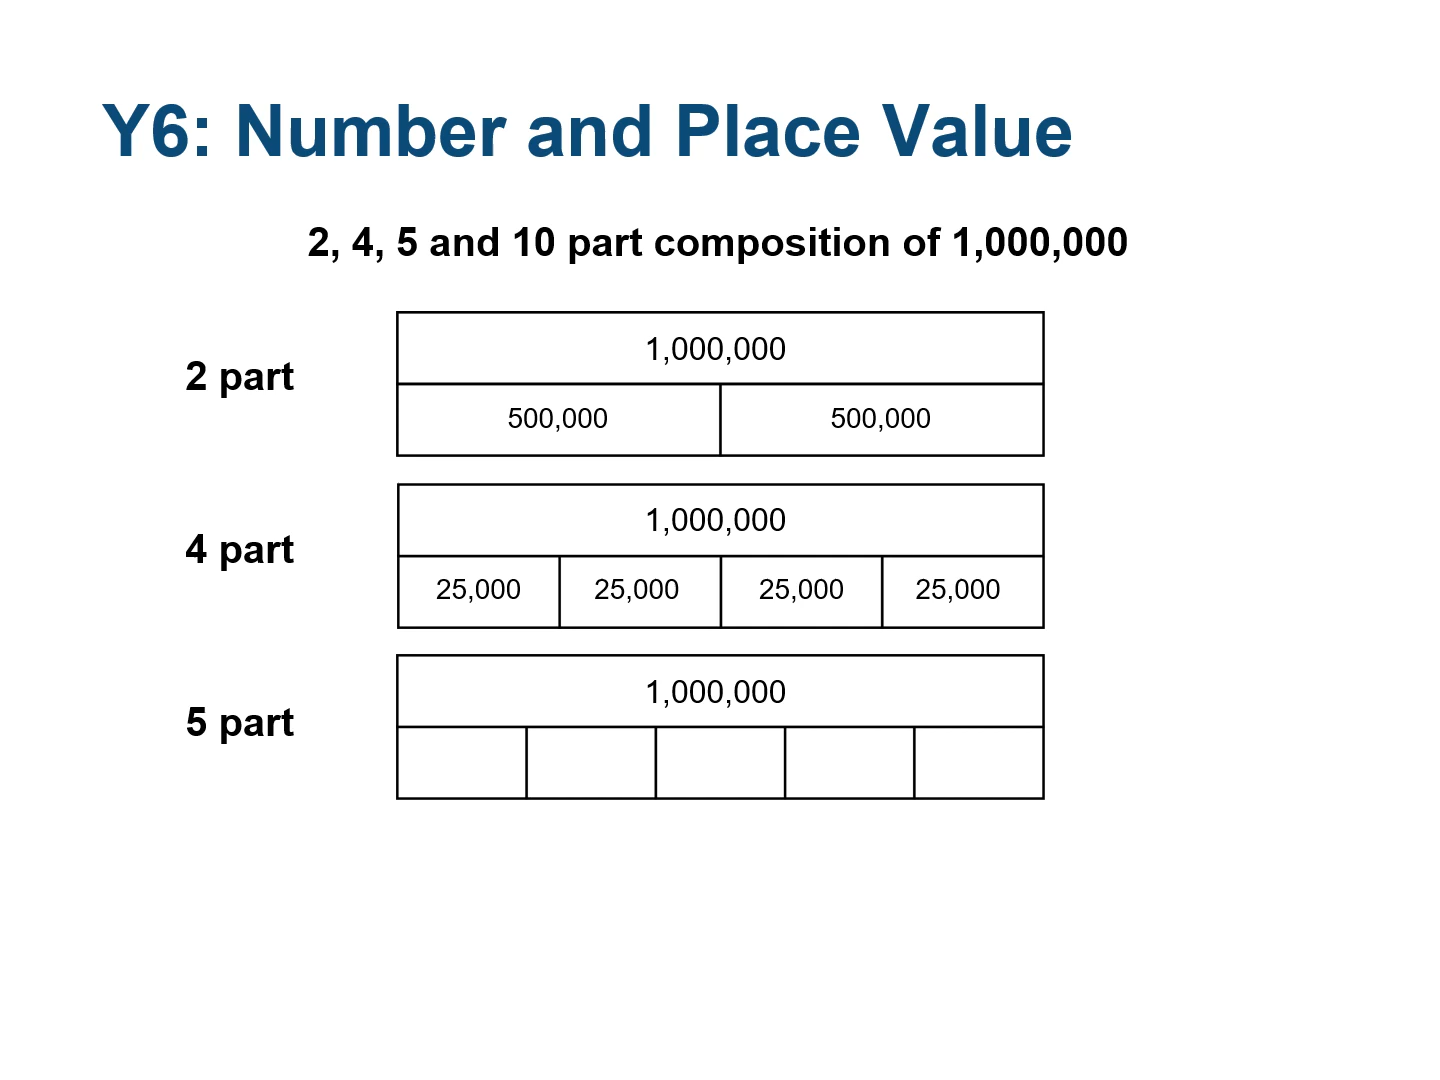 Y6: Number and Place Value
2, 4, 5 and 10 part composition of 1,000,000
2 part
1,000,000
500,000 500,000
4 part
1,000,000
25,000 25,000 25,000 25,000
5 part
1,000,000